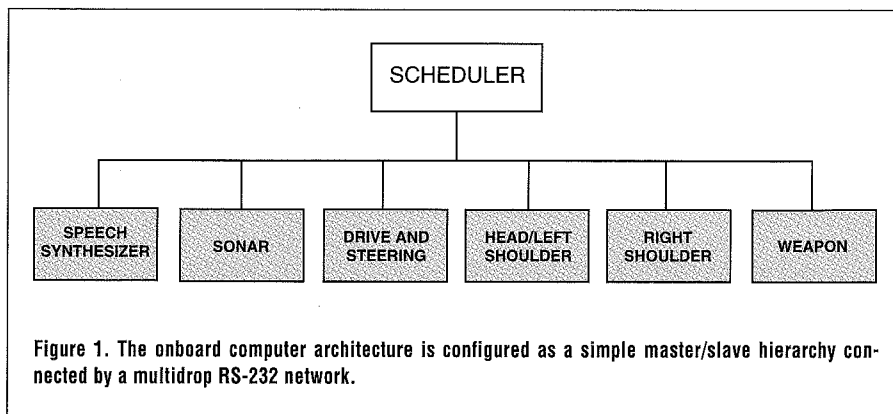 SCHEDULER
SPEECH
SYNTHESIZER
SONAR
DRIVE AND
STEERING
HEAD/LEFT
SHOULDER
RIGHT
SHOULDER
WEAPON
Figure 1. The onboard computer architecture is configured as a simple master/slave hierarchy con-
nected by a multidrop RS-232 network.